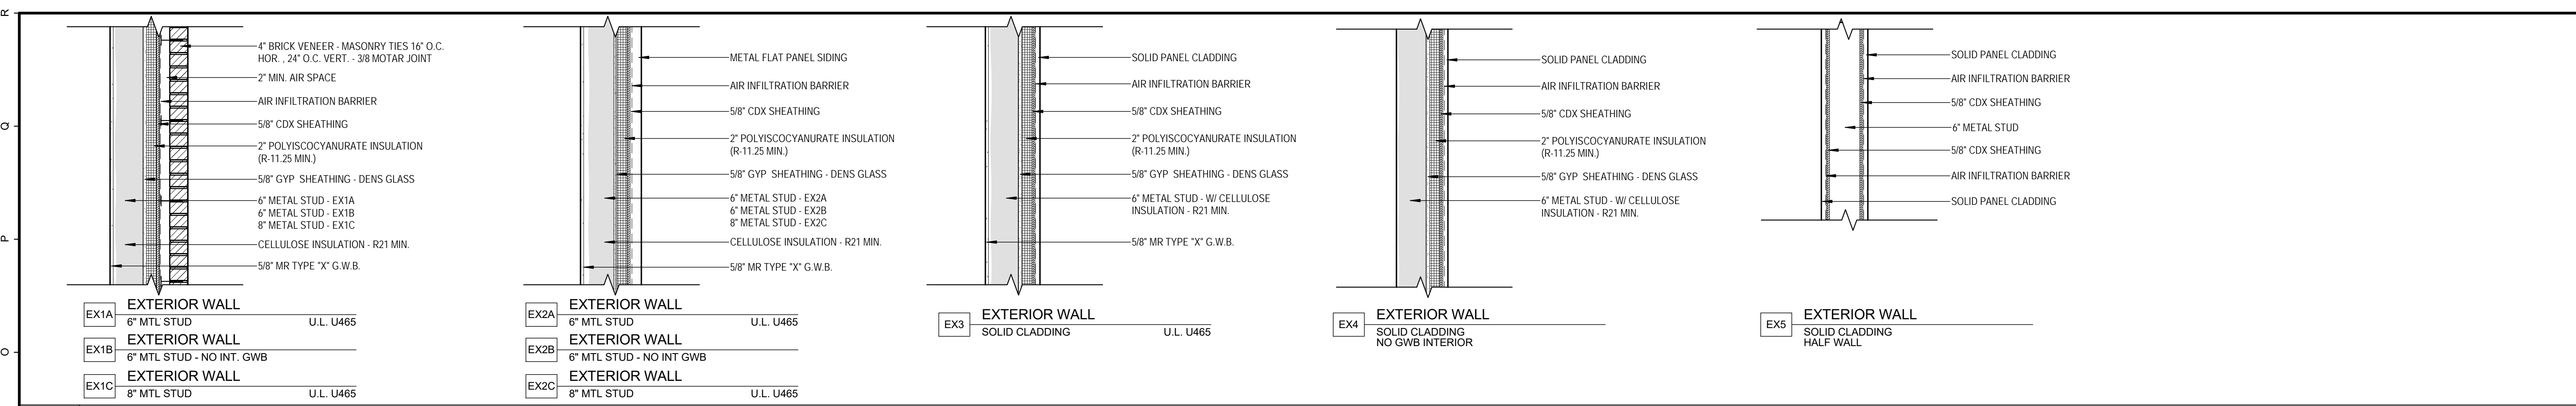 R
Q
P
O
4" BRICK VENEER - MASONRY TIES 16" O.C.
HOR. , 24" O.C. VERT. - 3/8 MOTAR JOINT
2" MIN. AIR SPACE
AIR INFILTRATION BARRIER
5/8" CDX SHEATHING
2" POLYISCOCYANURATE INSULATION
(R-11.25 MIN.)
5/8" GYP SHEATHING - DENS GLASS
6" METAL STUD - EX1A
6" METAL STUD - EX1B
8" METAL STUD - EX1C
CELLULOSE INSULATION - R21 MIN.
5/8" MR TYPE "X" G.W.B.
EX1A
EXTERIOR WALL
6" MTL STUD U.L. U465
EX1B
EXTERIOR WALL
6" MTL STUD - NO INT. GWB
EX1C
EXTERIOR WALL
8" MTL STUD U.L. U465
METAL FLAT PANEL SIDING
AIR INFILTRATION BARRIER
5/8" CDX SHEATHING
2" POLYISCOCYANURATE INSULATION
(R-11.25 MIN.)
5/8" GYP SHEATHING - DENS GLASS
6" METAL STUD - EX2A
6" METAL STUD - EX2B
8" METAL STUD - EX2C
CELLULOSE INSULATION - R21 MIN.
5/8" MR TYPE "X" G.W.B.
EX2A
EXTERIOR WALL
6" MTL STUD U.L. U465
EX2B
EXTERIOR WALL
6" MTL STUD - NO INT GWB
EX2C
EXTERIOR WALL
8" MTL STUD U.L. U465
SOLID PANEL CLADDING
AIR INFILTRATION BARRIER
5/8" CDX SHEATHING
2" POLYISCOCYANURATE INSULATION
(R-11.25 MIN.)
5/8" GYP SHEATHING - DENS GLASS
6" METAL STUD - W/ CELLULOSE
INSULATION - R21 MIN.
5/8" MR TYPE "X" G.W.B.
EX3
EXTERIOR WALL
SOLID CLADDING U.L. U465
SOLID PANEL CLADDING
AIR INFILTRATION BARRIER
5/8" CDX SHEATHING
2" POLYISCOCYANURATE INSULATION
(R-11.25 MIN.)
5/8" GYP SHEATHING - DENS GLASS
6" METAL STUD - W/ CELLULOSE
INSULATION - R21 MIN.
EX4
EXTERIOR WALL
SOLID CLADDING
NO GWB INTERIOR
SOLID PANEL CLADDING
AIR INFILTRATION BARRIER
5/8" CDX SHEATHING
6" METAL STUD
5/8" CDX SHEATHING
AIR INFILTRATION BARRIER
SOLID PANEL CLADDING
EX5
EXTERIOR WALL
SOLID CLADDING
HALF WALL